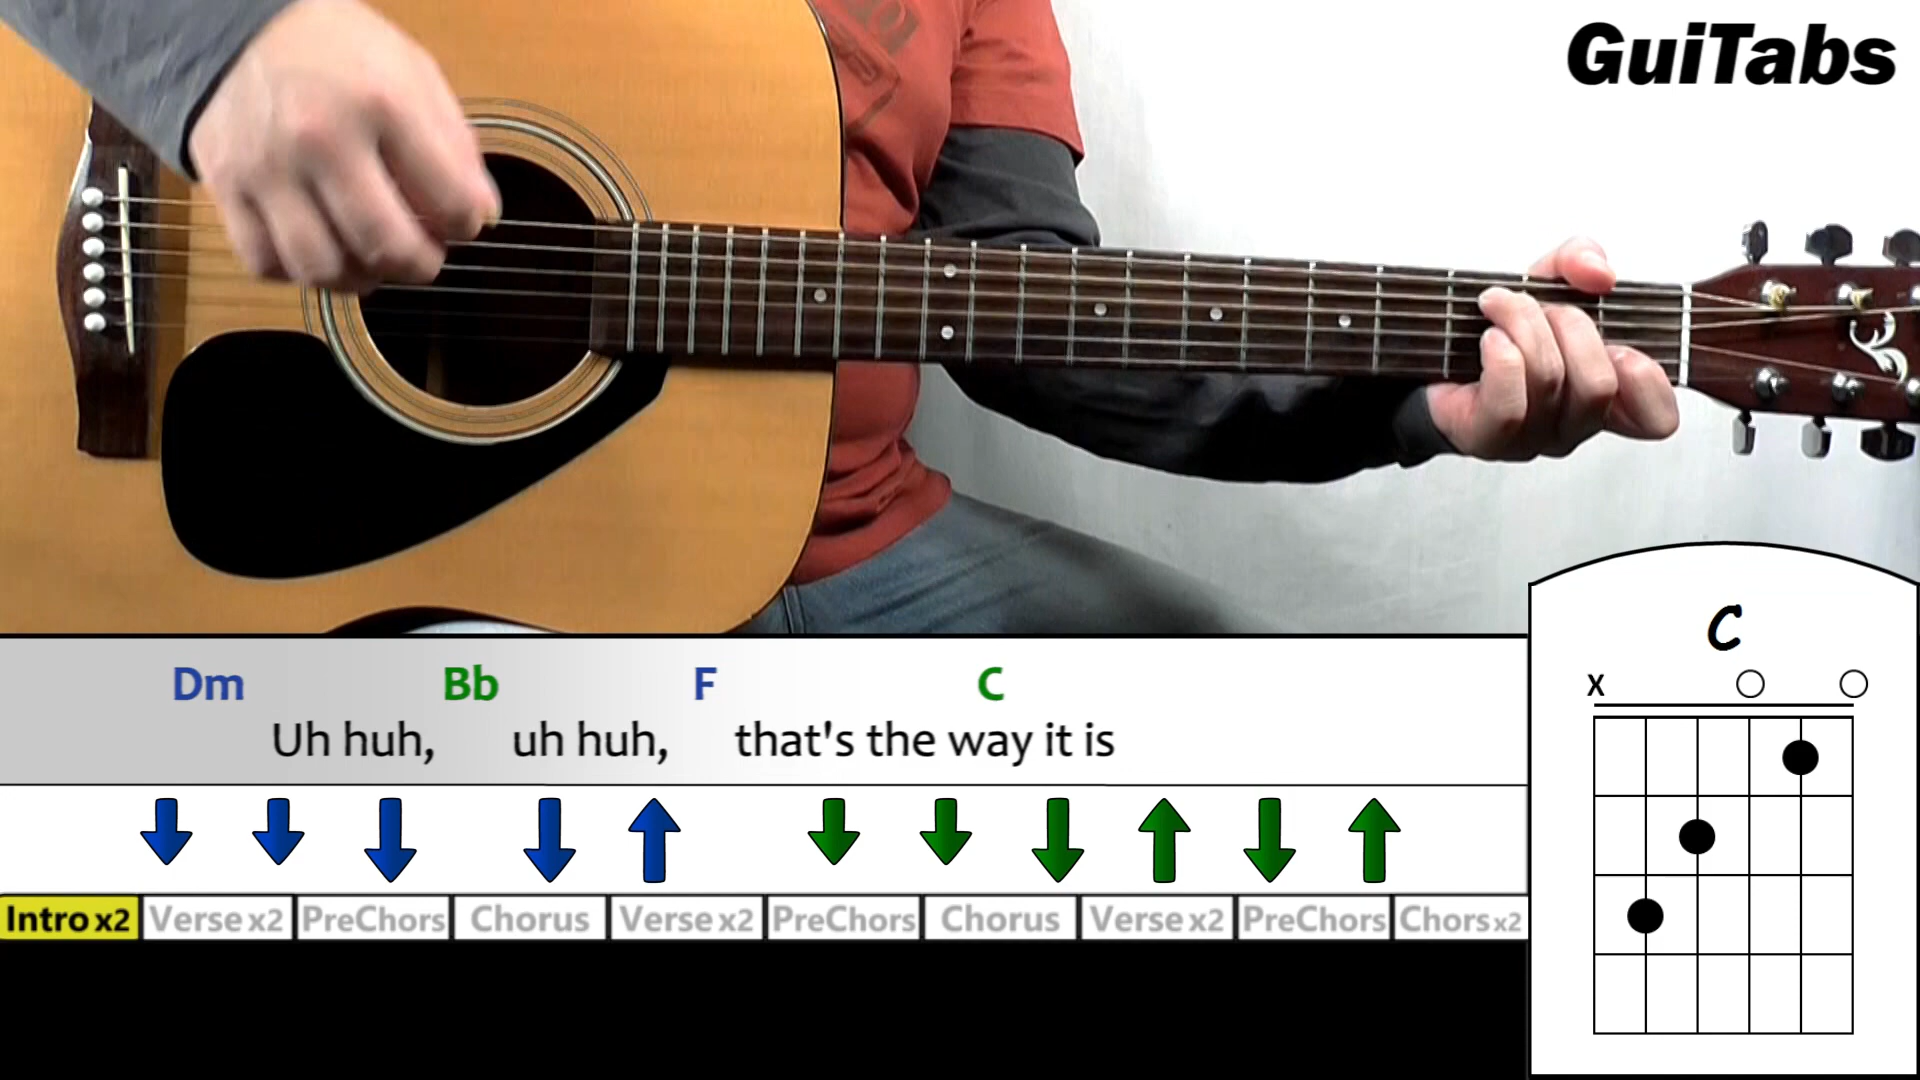 GuiTabs
C
x
Dm Bb F C
Uh huh, uh huh, that's the way it is
Intro x2 Verse x2 PreChors Chorus Verse x2 PreChors Chorus Verse x2 PreChors Chors x2